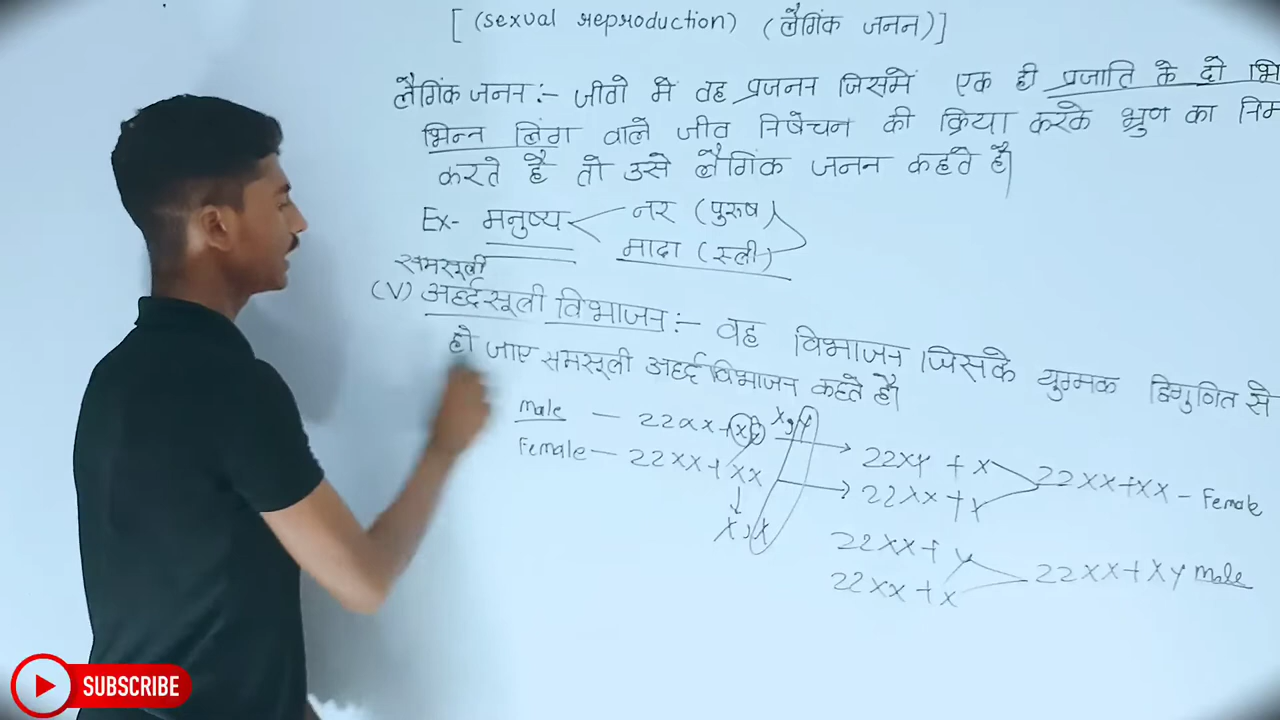 [(sexual reproduction) (लैंगिक जनन)]
लैंगिक जनन :- जीवो में वह प्रजनन जिसमें एक ही प्रजाति के दो भि
भिन्न लिंग वाले जीव निषेचन की क्रिया करके भ्रुण का निम
करते है तो उसे लैंगिक जनन कहते है।
Ex- मनुष्य नर (पुरुष)
मादा (स्त्री)
समसूत्री
(V) अर्द्धसूत्री विभाजन :- वह विभाजन जिसके युग्मक द्विगुणित से
हो जाए समसूत्री अर्द्ध विभाजन कहते है।
male — 22xx + xy x, y 22xy + x 22xx+xx - Female
Female — 22xx + xx 22xx + x
x, x 22xx + y 22xx + xy male
22xx + x
SUBSCRIBE